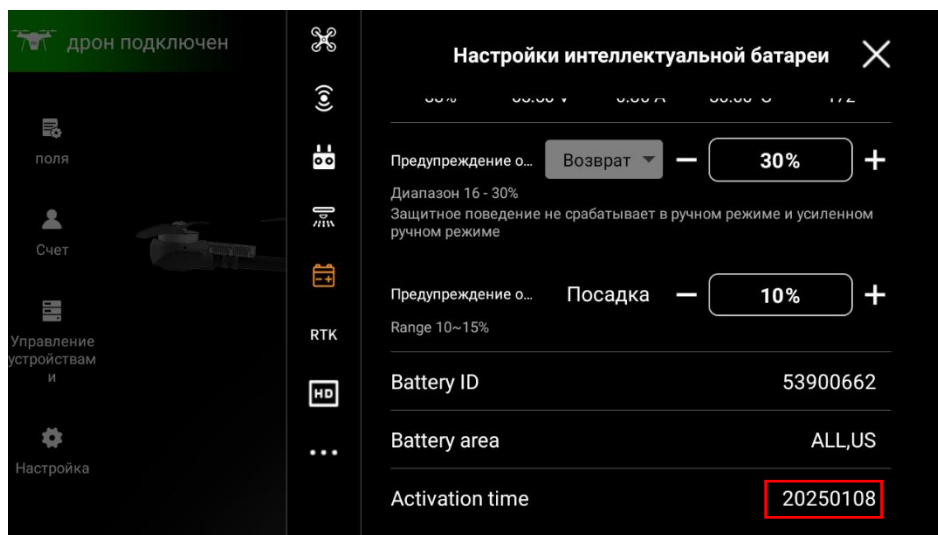 дрон подключен
Настройки интеллектуальной батареи
поля
Предупреждение о... Возврат 30%
Диапазон 16 - 30%
Защитное поведение не срабатывает в ручном режиме и усиленном
ручном режиме
Счет
Предупреждение о... Посадка 10%
Range 10~15%
Управление
устройствам
и
RTK
HD
Battery ID 53900662
Battery area ALL,US
Настройка
Activation time 20250108